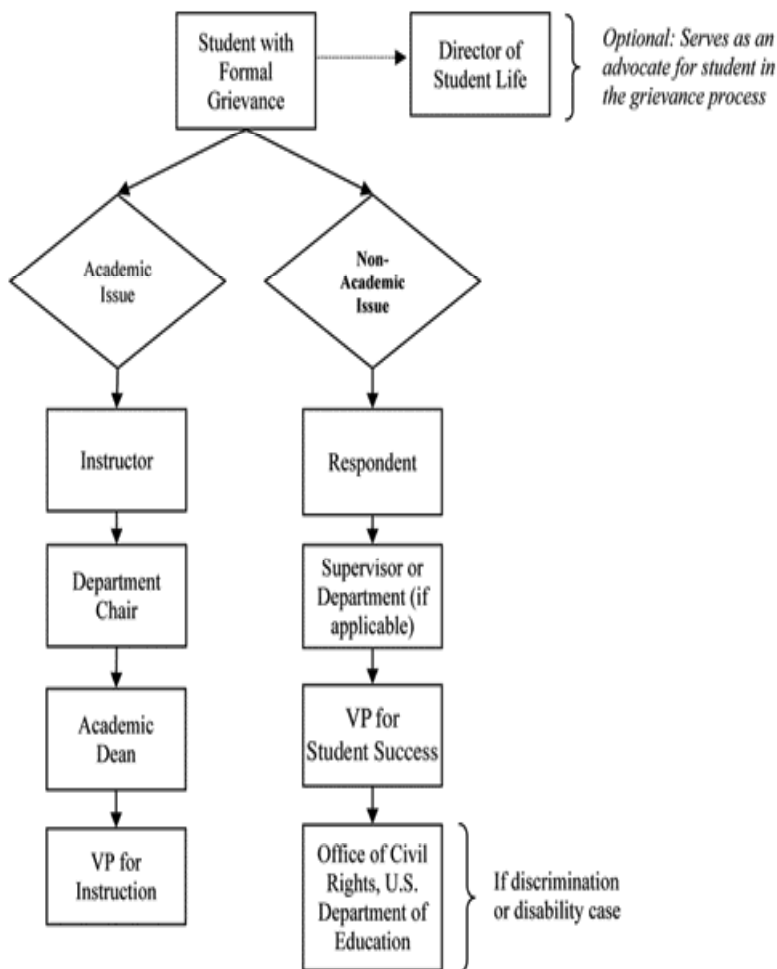 Student with
Formal
Grievance
Director of
Student Life
Optional: Serves as an
advocate for student in
the grievance process
Academic
Issue
Non-
Academic
Issue
Instructor
Respondent
Department
Chair
Supervisor or
Department (if
applicable)
Academic
Dean
VP for
Student Success
VP for
Instruction
Office of Civil
Rights, U.S.
Department of
Education
If discrimination
or disability case